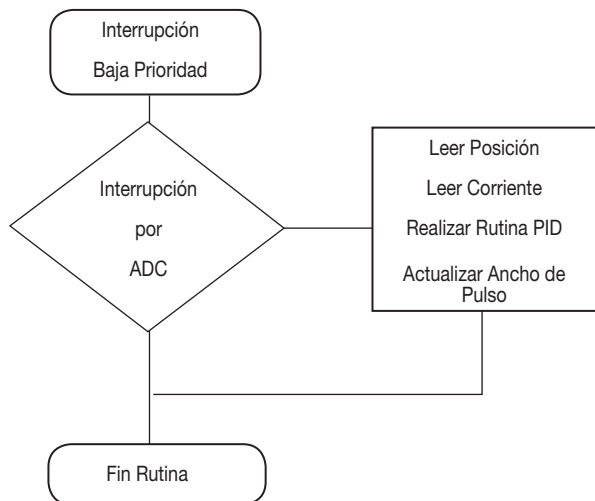 Interrupción
Baja Prioridad
Interrupción
por
ADC
Leer Posición
Leer Corriente
Realizar Rutina PID
Actualizar Ancho de
Pulso
Fin Rutina